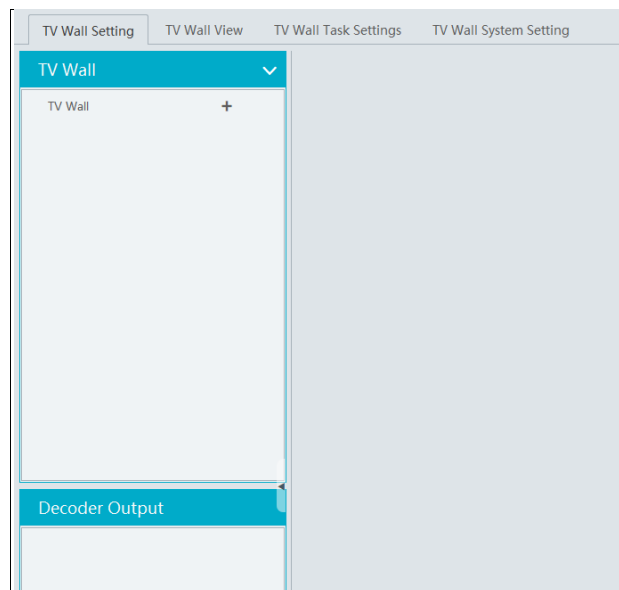 TV Wall Setting TV Wall View TV Wall Task Settings TV Wall System Setting
TV Wall
TV Wall +
Decoder Output